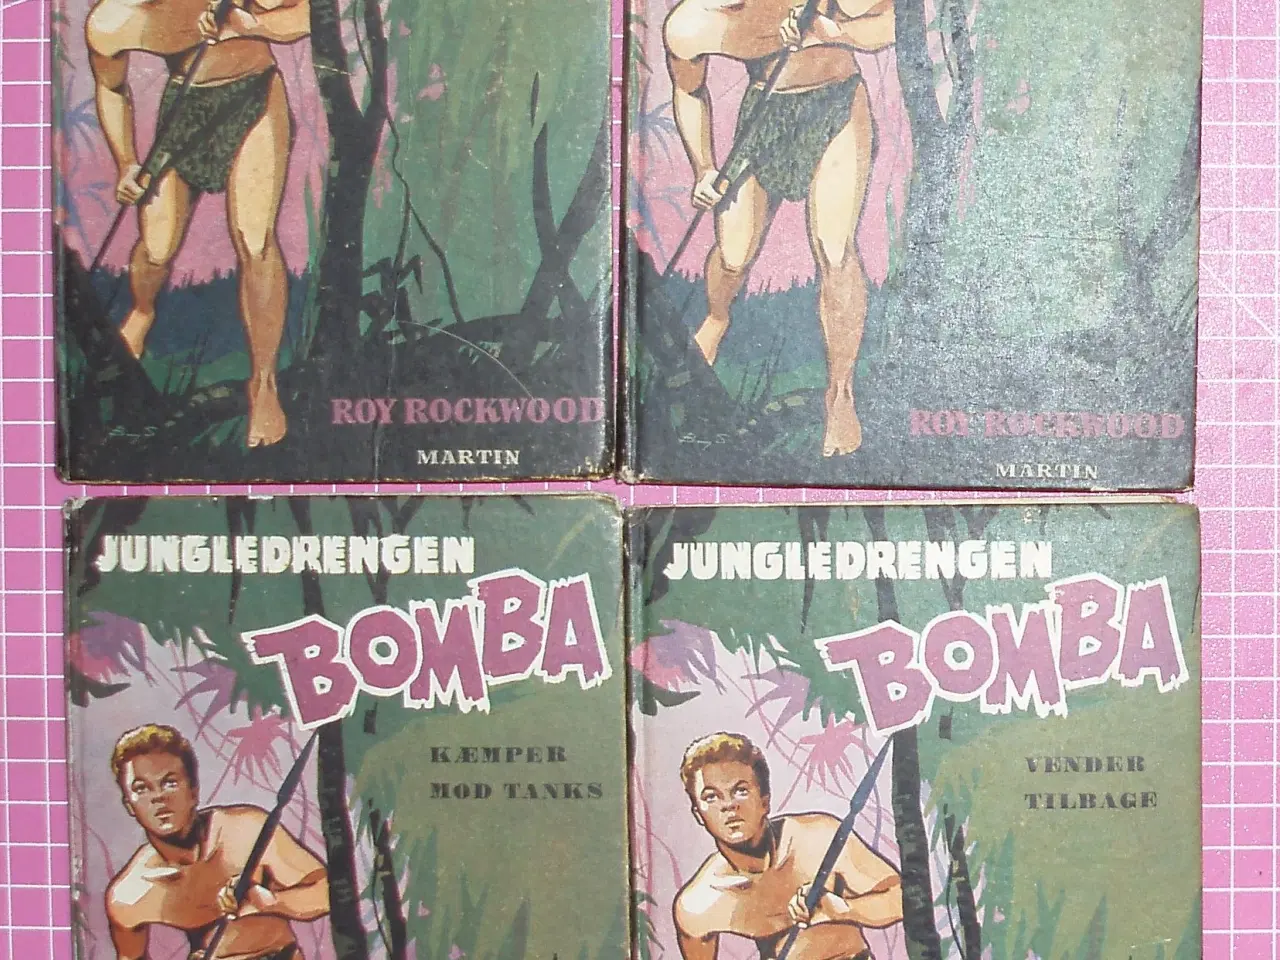 ROY ROCKWOOD
MARTIN
ROY ROCKWOOD
MARTIN
JUNGLEDRENGEN
BOMBA
KÆMPER
MOD TANKS
JUNGLEDRENGEN
BOMBA
VENDER
TILBAGE